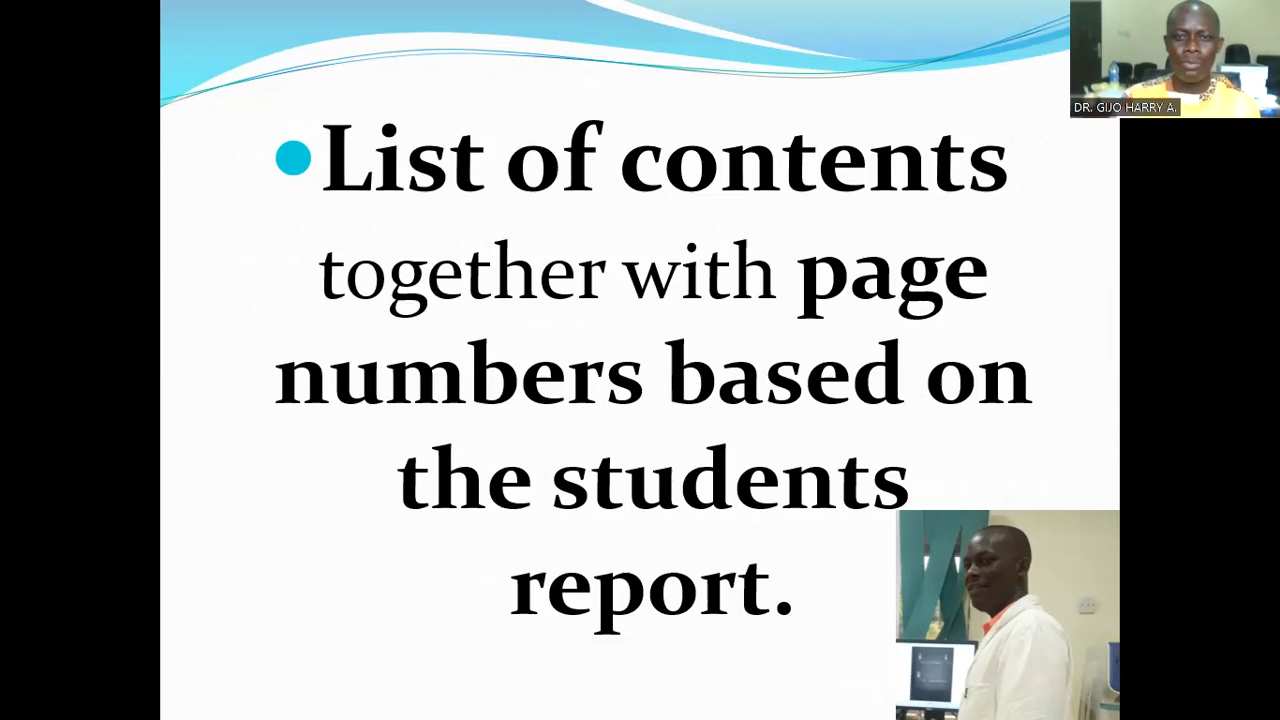 List of contents
together with page
numbers based on
the students
report.
DR. GIJO HARRY A.